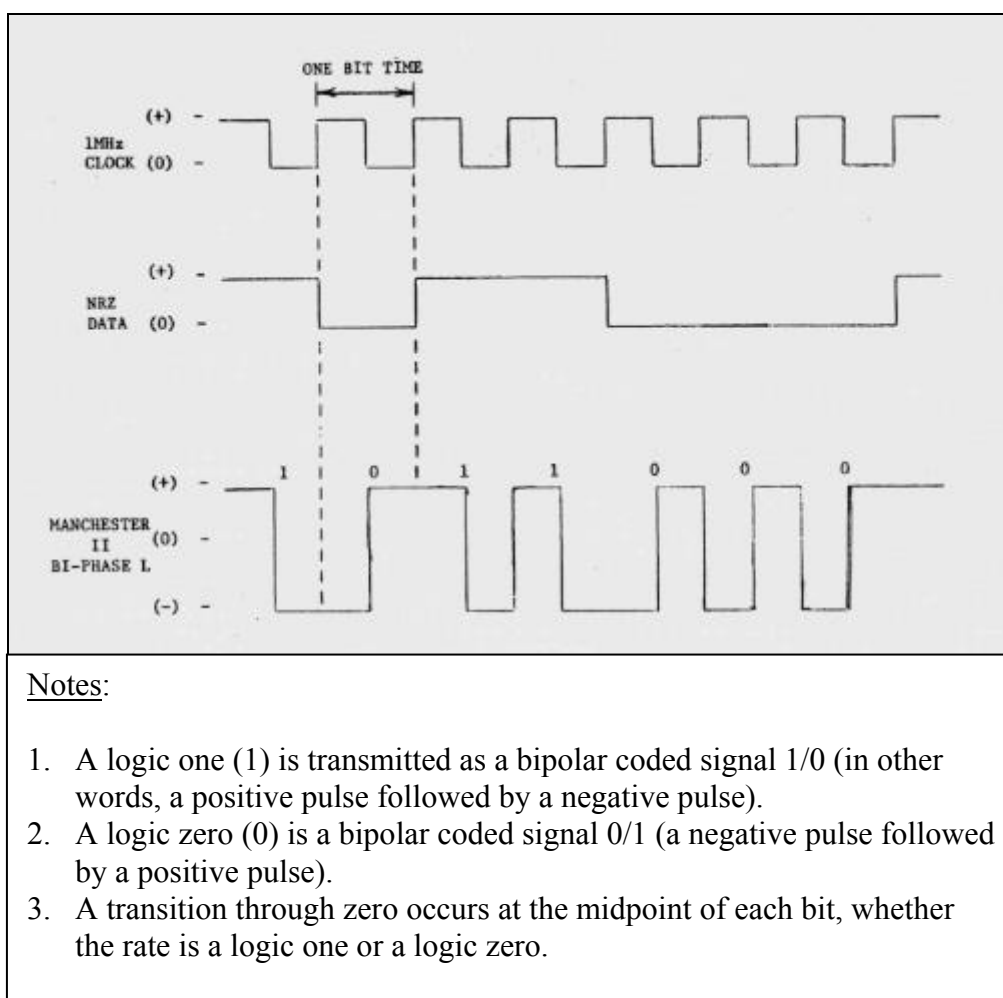 ONE BIT TIME
(+) -
1MHz
CLOCK (0) -
(+) -
NRZ
DATA (0) -
1 0 1 1 0 0 0
(+) -
MANCHESTER
II (0) -
BI-PHASE L
(-) -
Notes:
1. A logic one (1) is transmitted as a bipolar coded signal 1/0 (in other
words, a positive pulse followed by a negative pulse).
2. A logic zero (0) is a bipolar coded signal 0/1 (a negative pulse followed
by a positive pulse).
3. A transition through zero occurs at the midpoint of each bit, whether
the rate is a logic one or a logic zero.